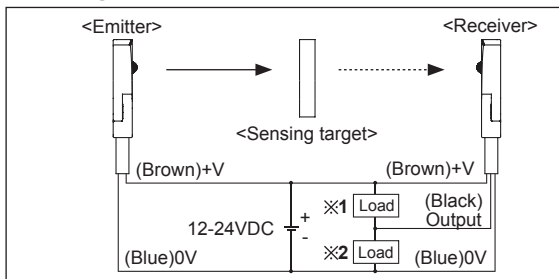 <Emitter> <Receiver>
<Sensing target>
(Brown)+V (Brown)+V
※1 Load (Black)
Output
12-24VDC + -
※2 Load
(Blue)0V (Blue)0V